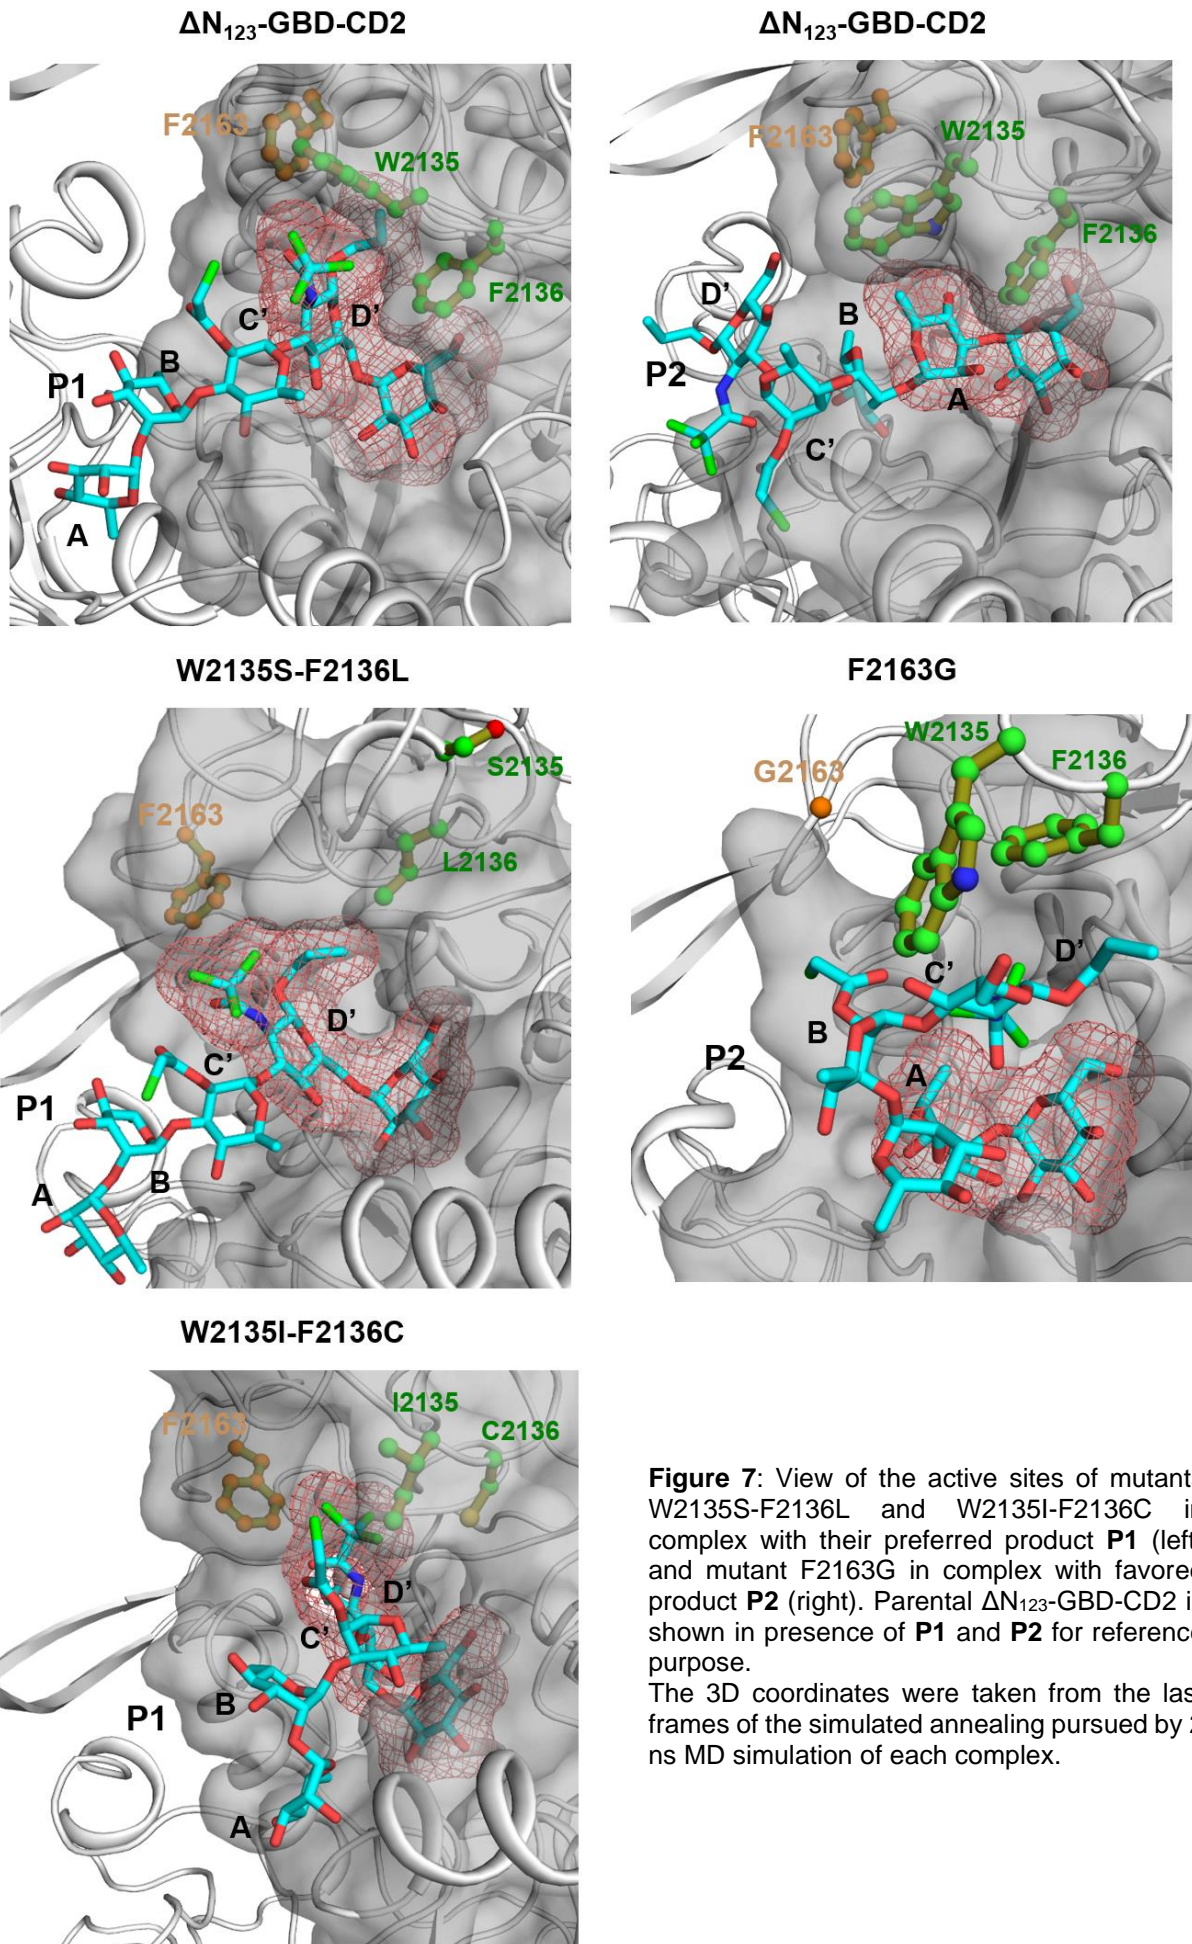 ΔN₁₂₃-GBD-CD2
F2163
W2135
F2136
C’
D’
B
P1
A
ΔN₁₂₃-GBD-CD2
F2163
W2135
F2136
D’
B
P2
A
C’
W2135S-F2136L
S2135
F2163
L2136
D’
C’
P1
B
A
F2163G
W2135
F2136
G2163
D’
C’
B
P2
A
W2135I-F2136C
I2135
F2163
C2136
D’
C’
B
P1
A
Figure 7: View of the active sites of mutant
W2135S-F2136L and W2135I-F2136C
complex with their preferred product P1 (left
and mutant F2163G in complex with favored
product P2 (right). Parental ΔN₁₂₃-GBD-CD2
shown in presence of P1 and P2 for reference
purpose.
The 3D coordinates were taken from the las
frames of the simulated annealing pursued by
ns MD simulation of each complex.